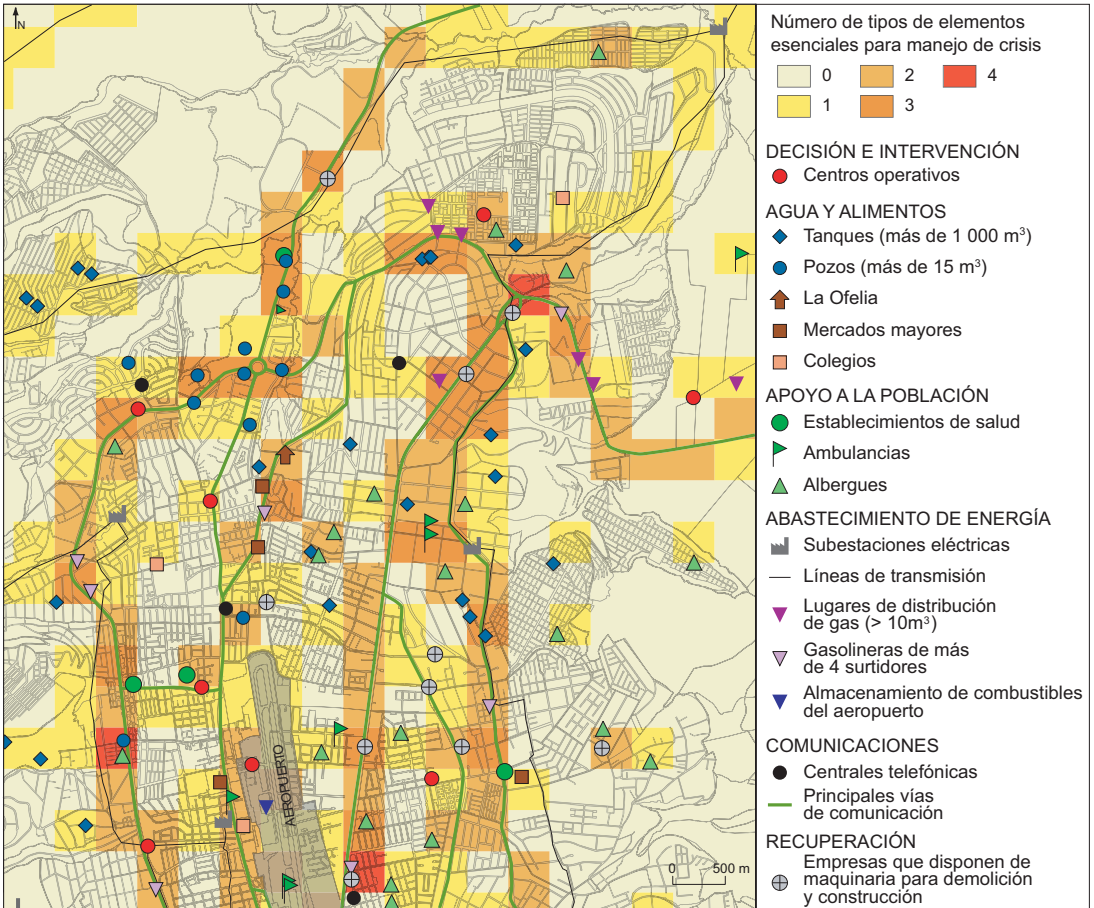 N
AEROPUERTO
0 500 m
Número de tipos de elementos
esenciales para manejo de crisis
0 2 4
1 3
DECISIÓN E INTERVENCIÓN
Centros operativos
AGUA Y ALIMENTOS
Tanques (más de 1 000 m³)
Pozos (más de 15 m³)
La Ofelia
Mercados mayores
Colegios
APOYO A LA POBLACIÓN
Establecimientos de salud
Ambulancias
Albergues
ABASTECIMIENTO DE ENERGÍA
Subestaciones eléctricas
Líneas de transmisión
Lugares de distribución
de gas (> 10m³)
Gasolineras de más
de 4 surtidores
Almacenamiento de combustibles
del aeropuerto
COMUNICACIONES
Centrales telefónicas
Principales vías
de comunicación
RECUPERACIÓN
Empresas que disponen de
maquinaria para demolición
y construcción